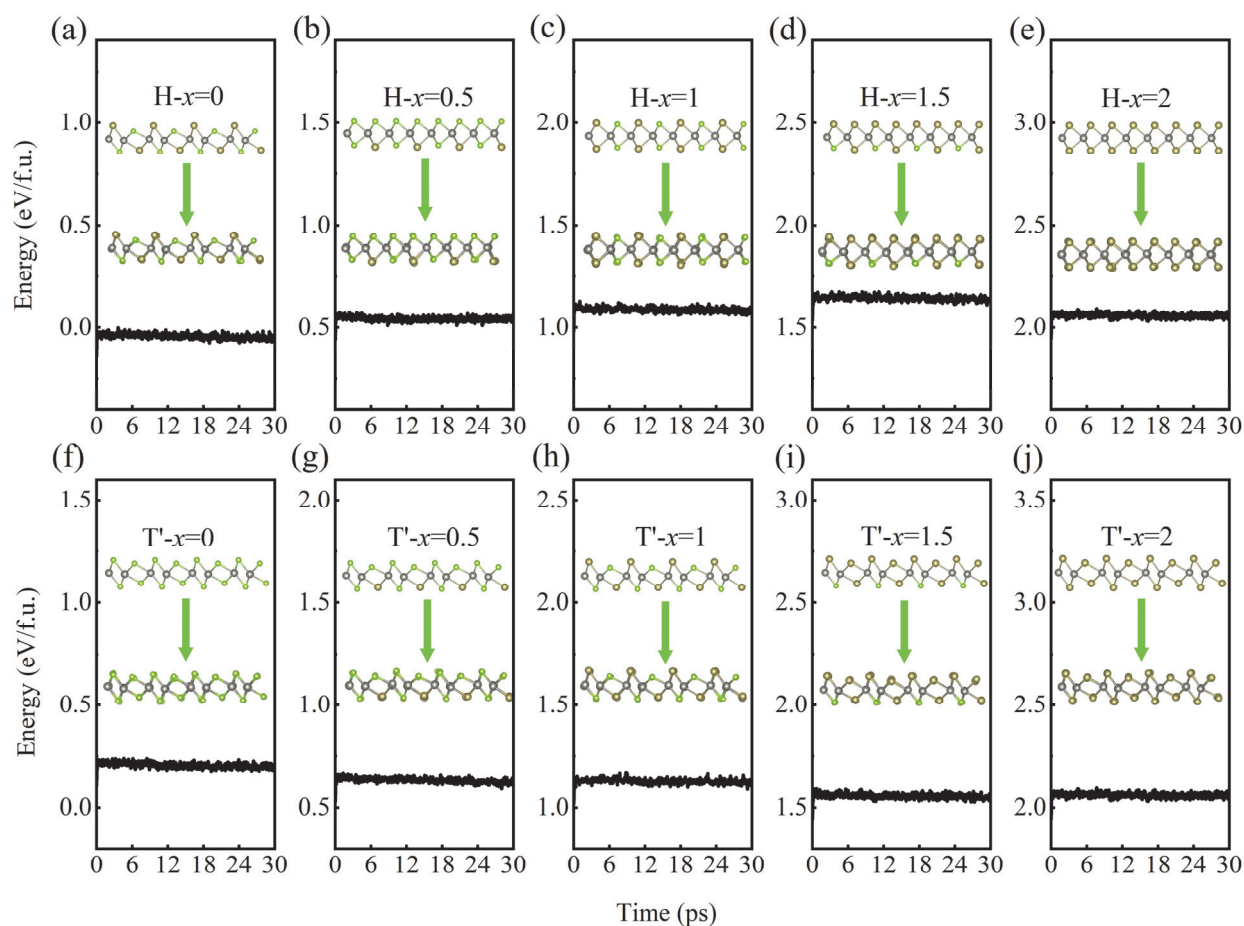 (a) (b) (c) (d) (e)
H-x=0 H-x=0.5 H-x=1 H-x=1.5 H-x=2
Energy (eV/f.u.)
1.0 1.5 2.0 2.5 3.0
0.5 1.0 1.5 2.0 2.5
0.0 0.5 1.0 1.5 2.0
0 6 12 18 24 30 0 6 12 18 24 30 0 6 12 18 24 30 0 6 12 18 24 30 0 6 12 18 24 30
(f) (g) (h) (i) (j)
1.5 2.0 2.5 3.0 3.5
T'-x=0 T'-x=0.5 T'-x=1 T'-x=1.5 T'-x=2
Energy (eV/f.u.)
1.0 1.5 2.0 2.5 3.0
0.5 1.0 1.5 2.0 2.5
0.0 0.5 1.0 1.5 2.0
0 6 12 18 24 30 0 6 12 18 24 30 0 6 12 18 24 30 0 6 12 18 24 30 0 6 12 18 24 30
Time (ps)